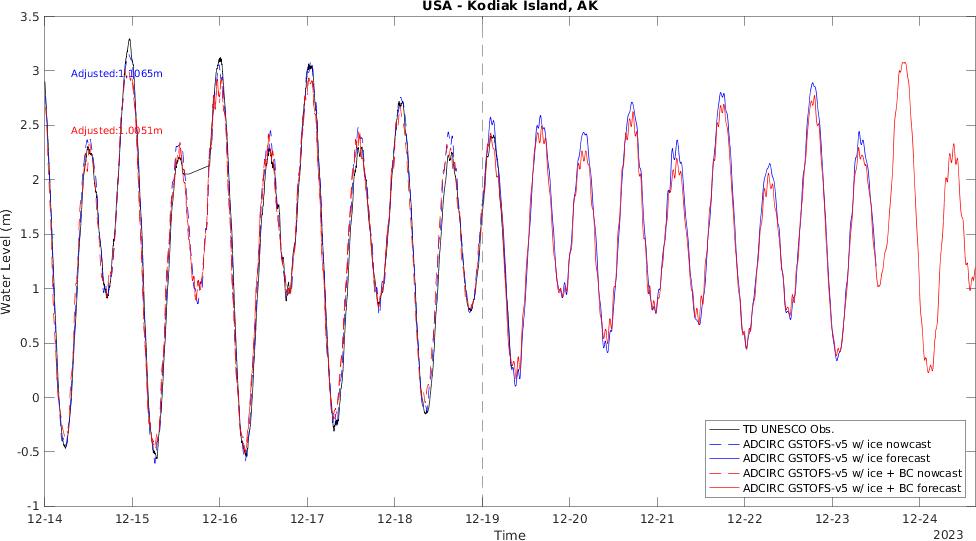 USA - Kodiak Island, AK
3.5
3
2.5
2
1.5
1
0.5
0
-0.5
-1
Water Level (m)
Adjusted:1.1065m
Adjusted:1.0051m
TD UNESCO Obs.
ADCIRC GSTOFS-v5 w/ ice nowcast
ADCIRC GSTOFS-v5 w/ ice forecast
ADCIRC GSTOFS-v5 w/ ice + BC nowcast
ADCIRC GSTOFS-v5 w/ ice + BC forecast
12-14 12-15 12-16 12-17 12-18 12-19 12-20 12-21 12-22 12-23 12-24
Time
2023